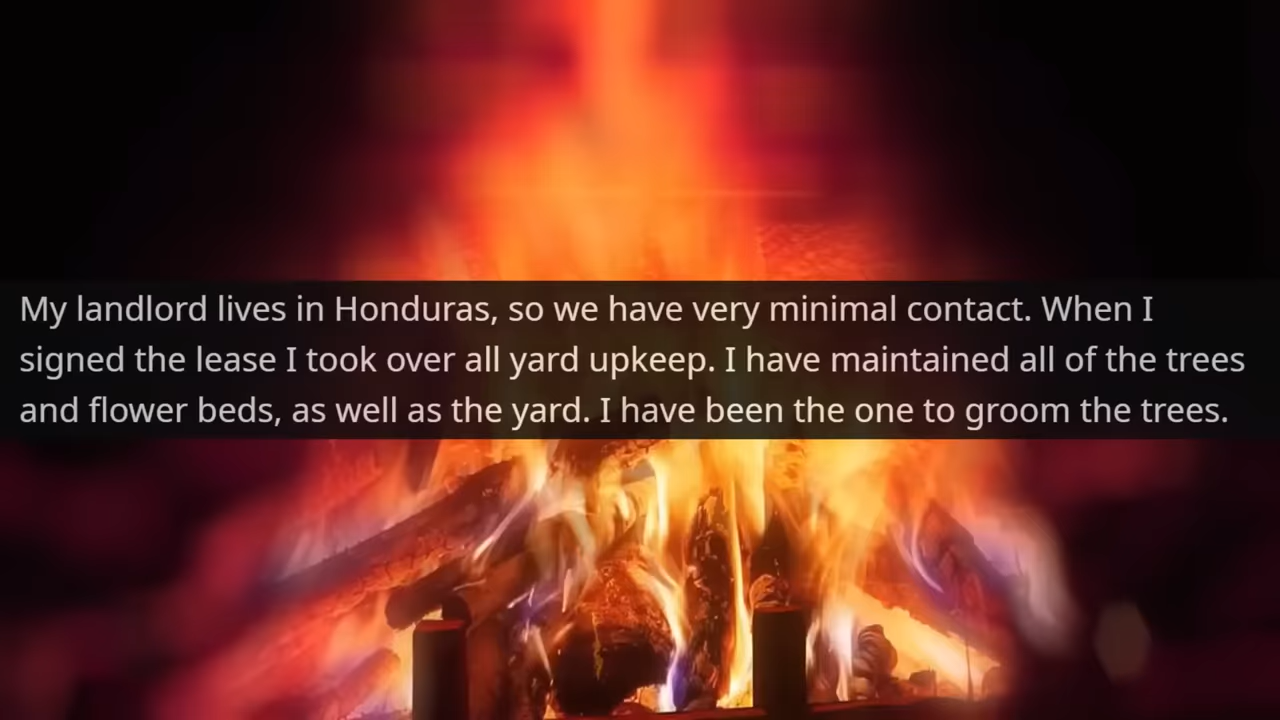 My landlord lives in Honduras, so we have very minimal contact. When I
signed the lease I took over all yard upkeep. I have maintained all of the trees
and flower beds, as well as the yard. I have been the one to groom the trees.